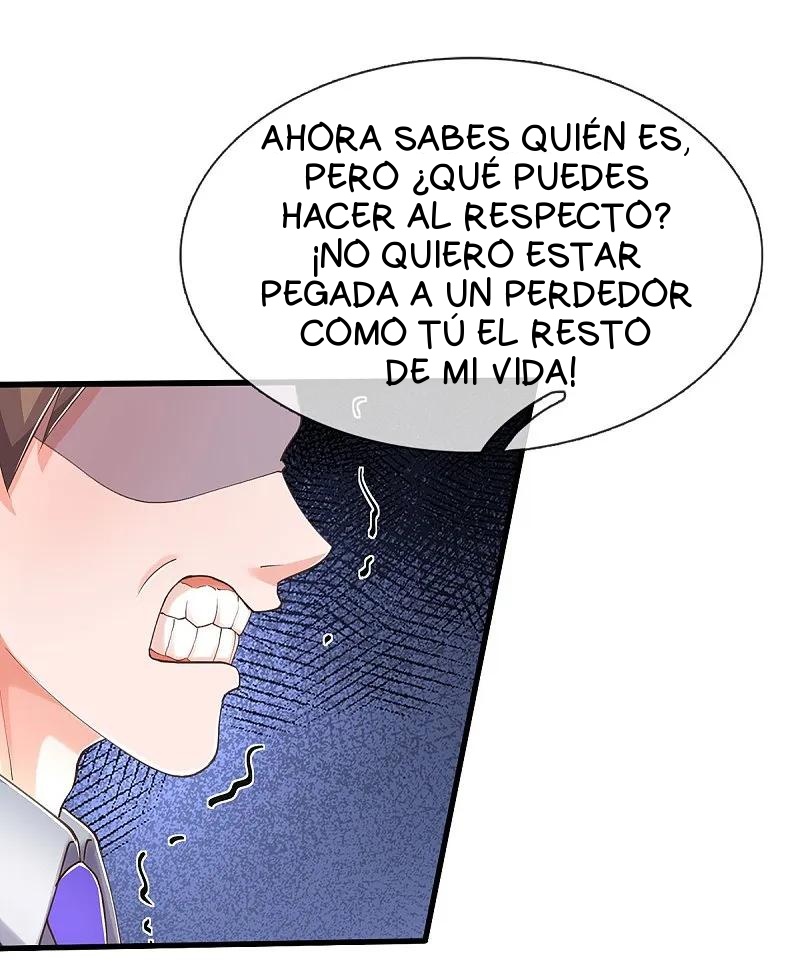 AHORA SABES QUIÉN ES,
PERO ¿QUÉ PUEDES
HACER AL RESPECTO?
¡NO QUIERO ESTAR
PEGADA A UN PERDEDOR
COMO TÚ EL RESTO
DE MI VIDA!